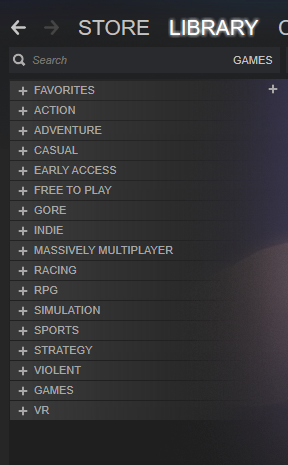 STORE LIBRARY
Search GAMES
FAVORITES
ACTION
ADVENTURE
CASUAL
EARLY ACCESS
FREE TO PLAY
GORE
INDIE
MASSIVELY MULTIPLAYER
RACING
RPG
SIMULATION
SPORTS
STRATEGY
VIOLENT
GAMES
VR